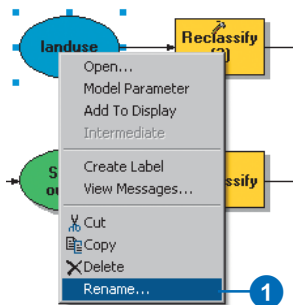 landuse
Reclassify
(2)
Open...
Model Parameter
Add To Display
Intermediate
Create Label
View Messages...
Cut
Copy
Delete
Rename...
1